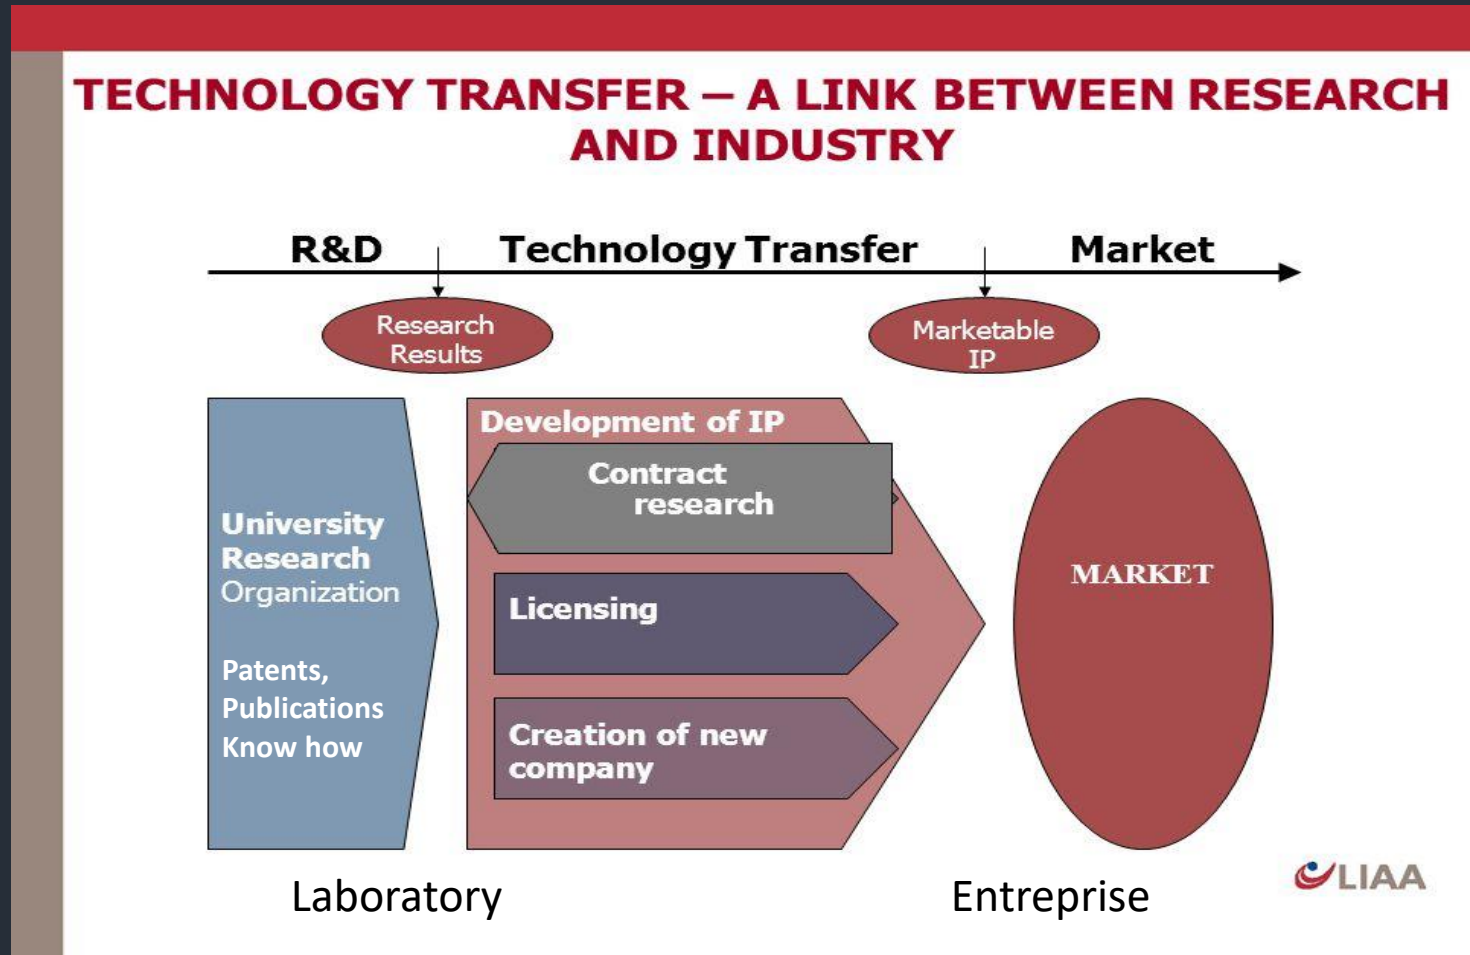 TECHNOLOGY TRANSFER – A LINK BETWEEN RESEARCH
AND INDUSTRY
R&D
Technology Transfer
Market
Research
Results
Marketable
IP
University
Research
Organization
Patents,
Publications
Know how
Development of IP
Contract
research
Licensing
Creation of new
company
MARKET
Laboratory
Entreprise
LIAA